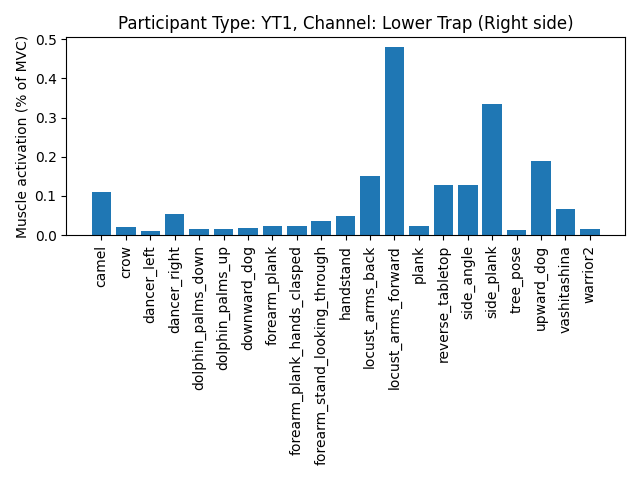 Participant Type: YT1, Channel: Lower Trap (Right side)
Muscle activation (% of MVC)
0.5
0.4
0.3
0.2
0.1
0.0
camel
crow
dancer_left
dancer_right
dolphin_palms_down
dolphin_palms_up
downward_dog
forearm_plank
forearm_plank_hands_clasped
forearm_stand_looking_through
handstand
locust_arms_back
locust_arms_forward
plank
reverse_tabletop
side_angle
side_plank
tree_pose
upward_dog
vashitashina
warrior2